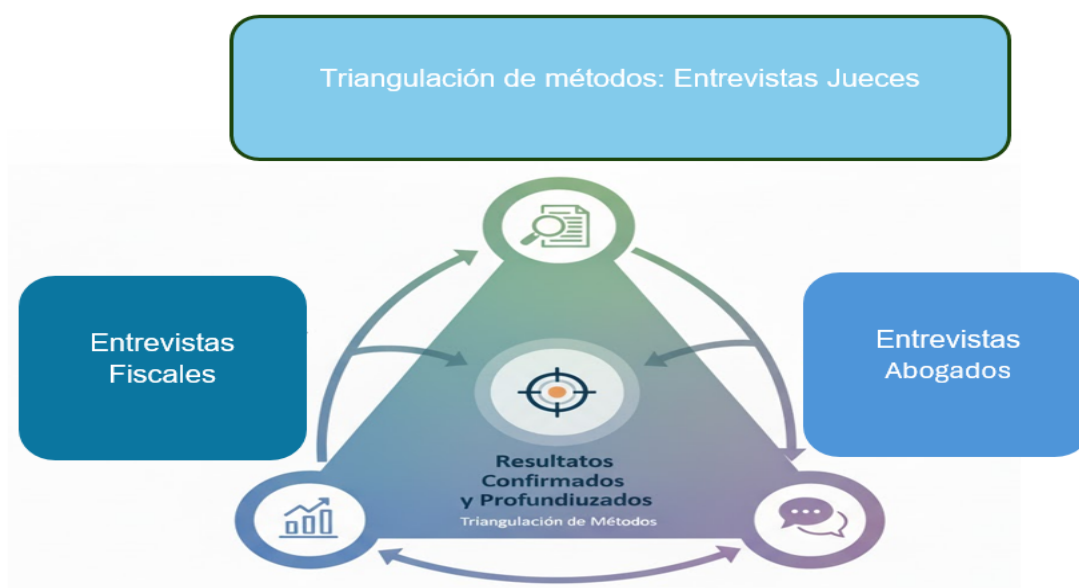 Triangulación de métodos: Entrevistas Jueces
Entrevistas
Fiscales
Entrevistas
Abogados
Resultatos
Confirmados
y Profundiuzados
Triangulación de Métodos